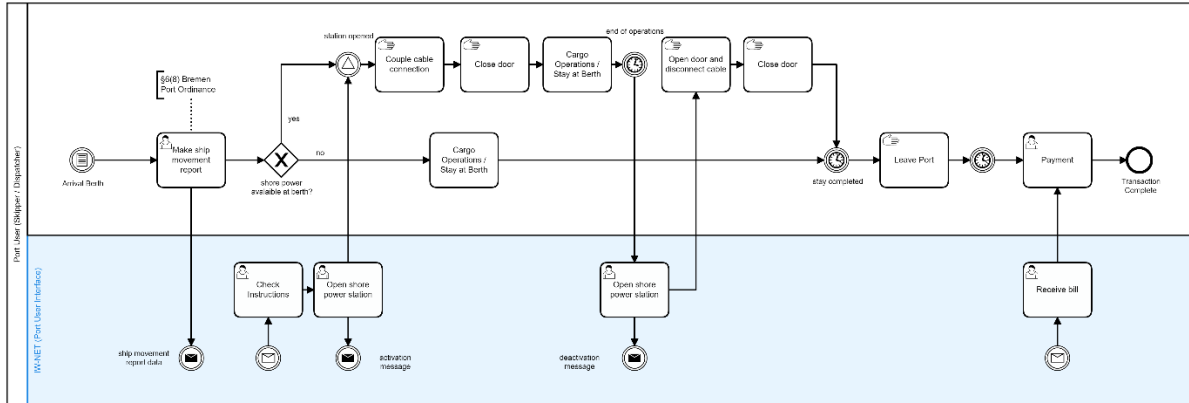 Port User (Skipper / Dispatcher)
IW-NET (Port User Interface)
§6(8) Bremen
Port Ordinance
Arrival Berth
Make ship
movement
report
yes
no
shore power
avaialble at berth?
station opened
Couple cable
connection
Close door
Cargo
Operations /
Stay at Berth
end of operations
Open door and
disconnect cable
Close door
Cargo
Operations /
Stay at Berth
stay completed
Leave Port
Payment
Transaction
Complete
Check
Instructions
Open shore
power station
Open shore
power station
Receive bill
ship movement
report data
activation
message
deactivation
message